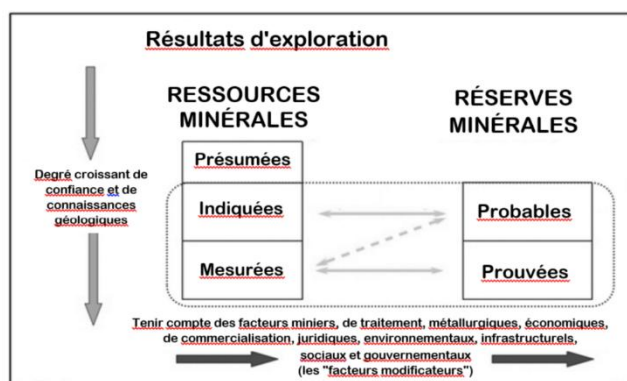 Résultats d'exploration
RESSOURCES
MINÉRALES
RÉSERVES
MINÉRALES
Présumées
Degré croissant de
confiance et de
connaissances
géologiques
Indiquées
Probables
Mesurées
Prouvées
Tenir compte des facteurs miniers, de traitement, métallurgiques, économiques,
de commercialisation, juridiques, environnementaux, infrastructurels,
sociaux et gouvernementaux
(les "facteurs modificateurs")